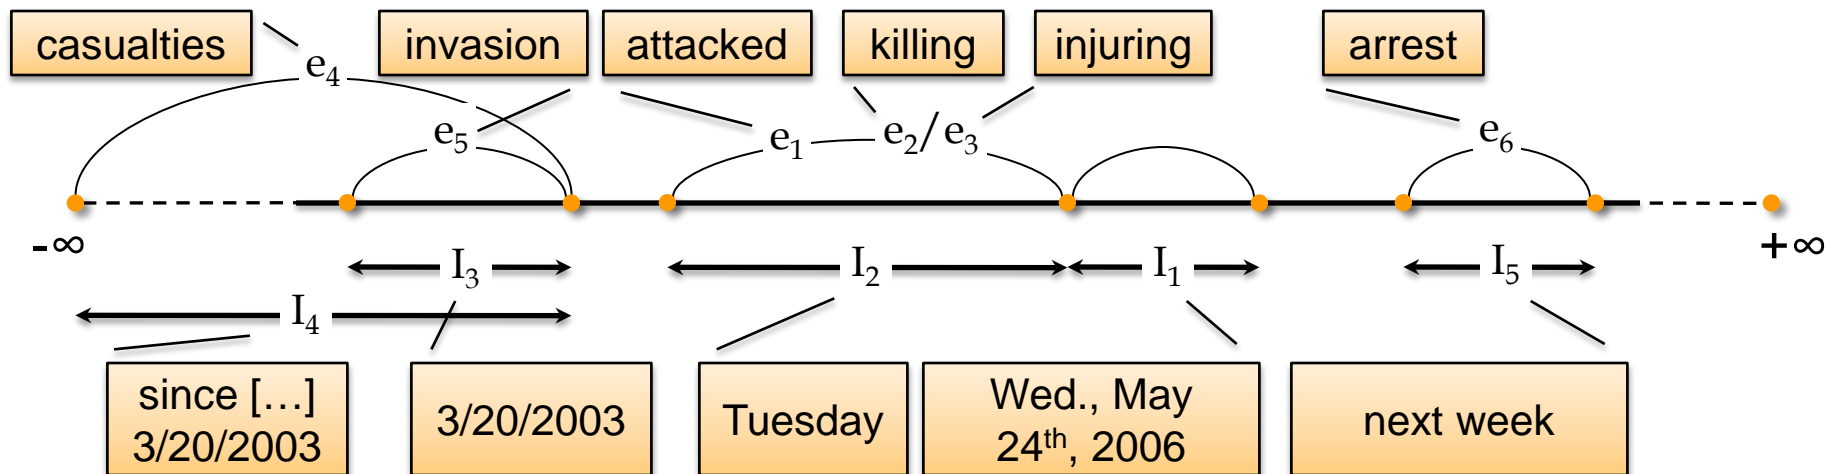 casualties
invasion
attacked
killing
injuring
arrest
e4
e5
e1
e2/e3
e6
-∞
+∞
I3
I2
I1
I5
I4
since […]
3/20/2003
3/20/2003
Tuesday
Wed., May
24th, 2006
next week